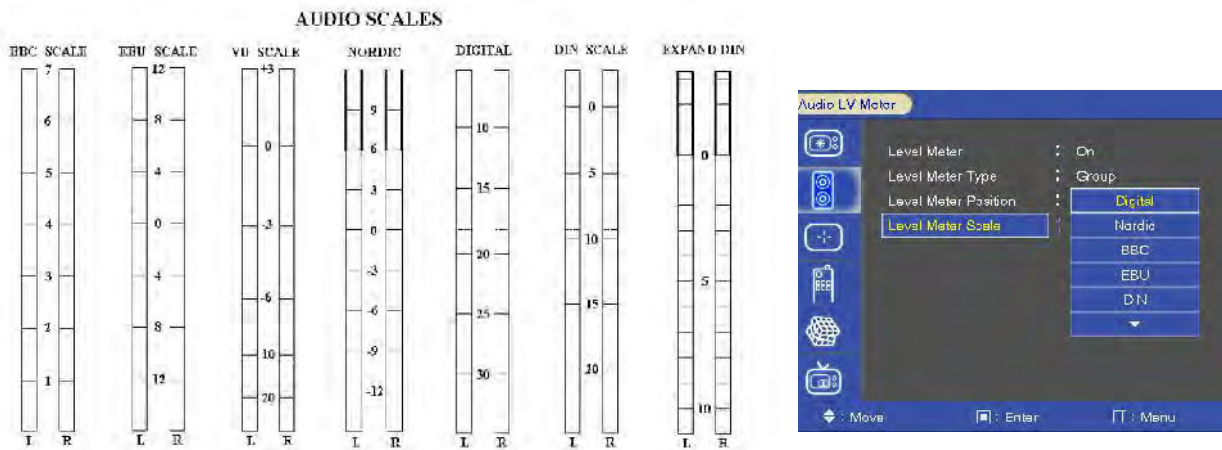 AUDIO SCALES
BBC SCALE
7
6
5
4
3
2
1
L R
EBU SCALE
12
8
4
0
4
8
12
L R
VU SCALE
+3
0
-3
-6
10
20
L R
NORDIC
9
6
3
0
-3
-6
-9
-12
L R
DIGITAL
10
15
20
25
30
L R
DIN SCALE
0
5
10
15
20
L R
EXPAND DIN
0
5
10
L R
Audio LV Meter
Level Meter : On
Level Meter Type : Group
Level Meter Position :
Level Meter Scale :
Digital
Nordic
BBC
EBU
DIN
: Move
: Enter
: Menu